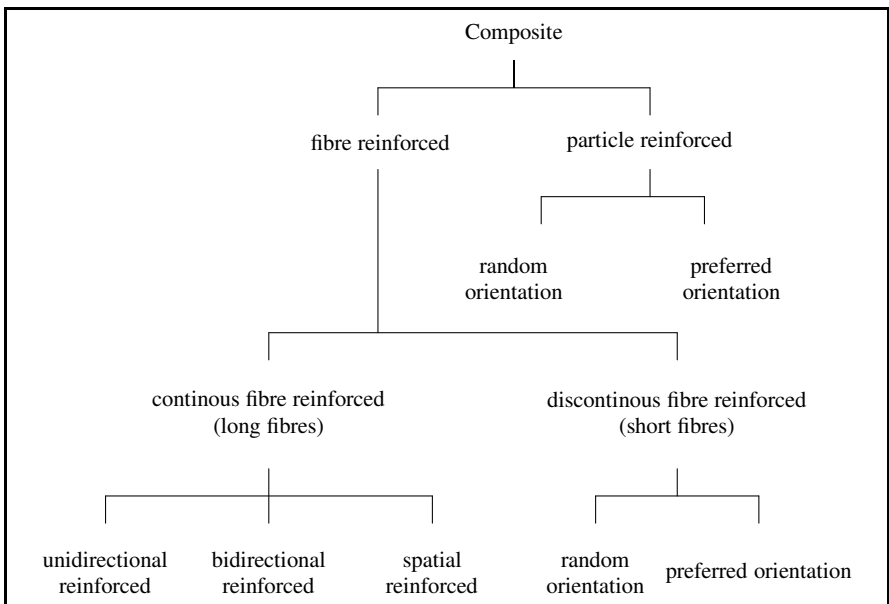 Composite
fibre reinforced
particle reinforced
random
orientation
preferred
orientation
continous fibre reinforced
(long fibres)
discontinous fibre reinforced
(short fibres)
unidirectional
reinforced
bidirectional
reinforced
spatial
reinforced
random
orientation
preferred orientation